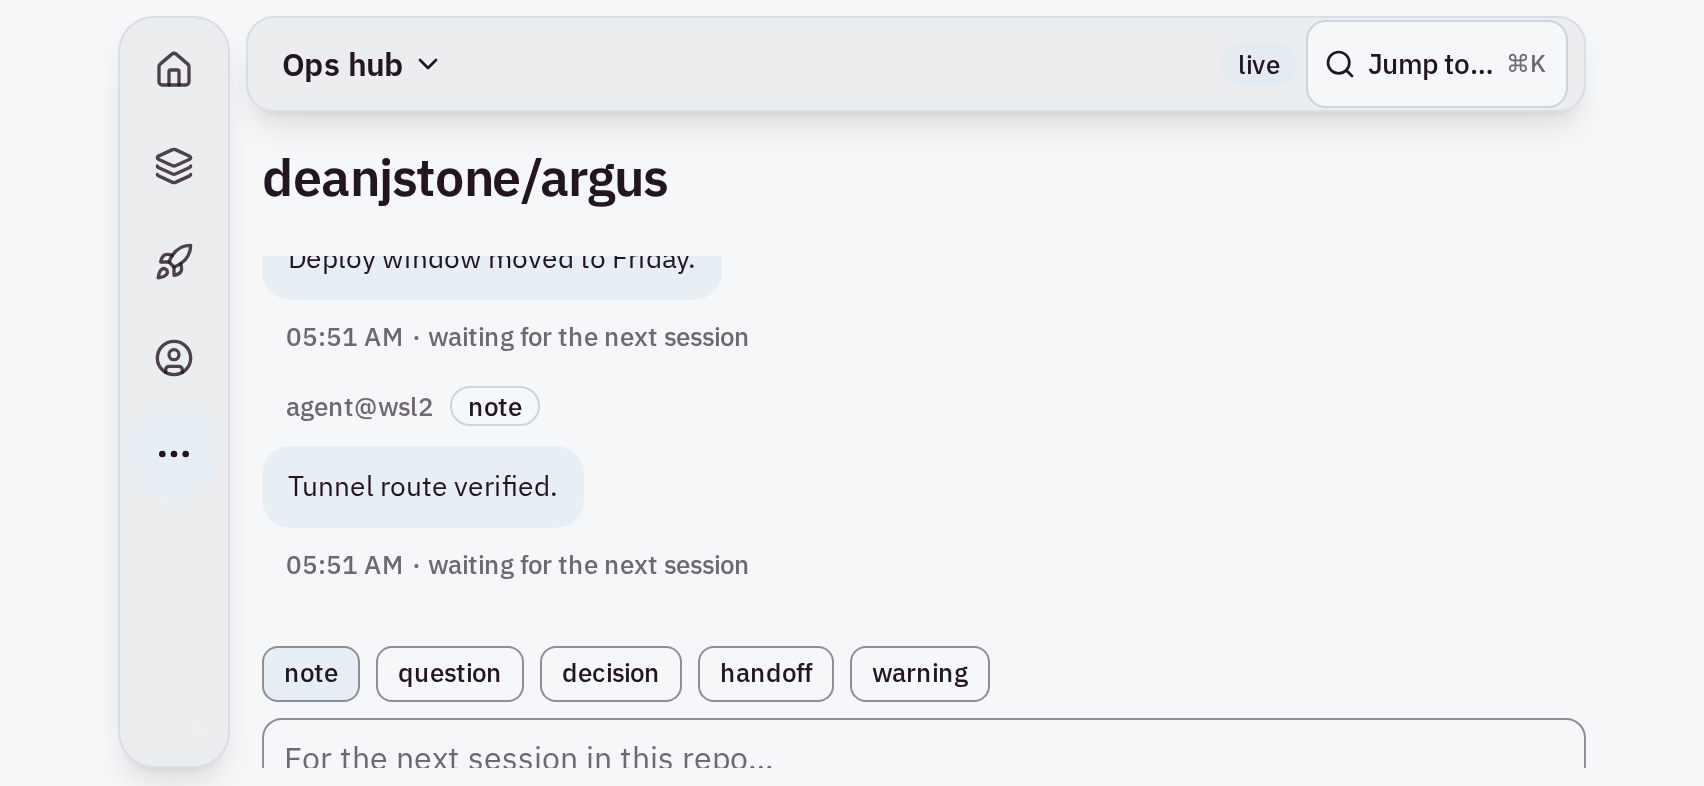 Ops hub
live
Jump to... ⌘K
deanjstone/argus
Deploy window moved to Friday.
05:51 AM · waiting for the next session
agent@wsl2 note
Tunnel route verified.
05:51 AM · waiting for the next session
note question decision handoff warning
For the next session in this repo...